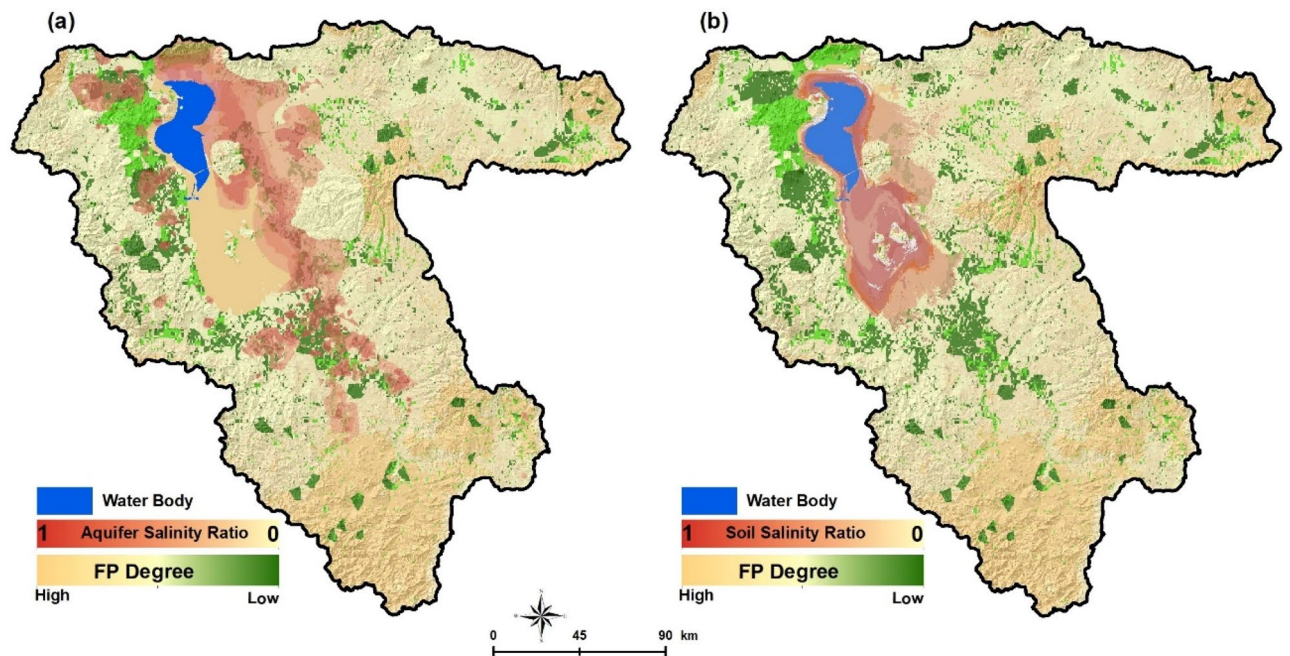 (a)
(b)
Water Body
1 Aquifer Salinity Ratio 0
FP Degree
High Low
Water Body
1 Soil Salinity Ratio 0
FP Degree
High Low
0 45 90 km